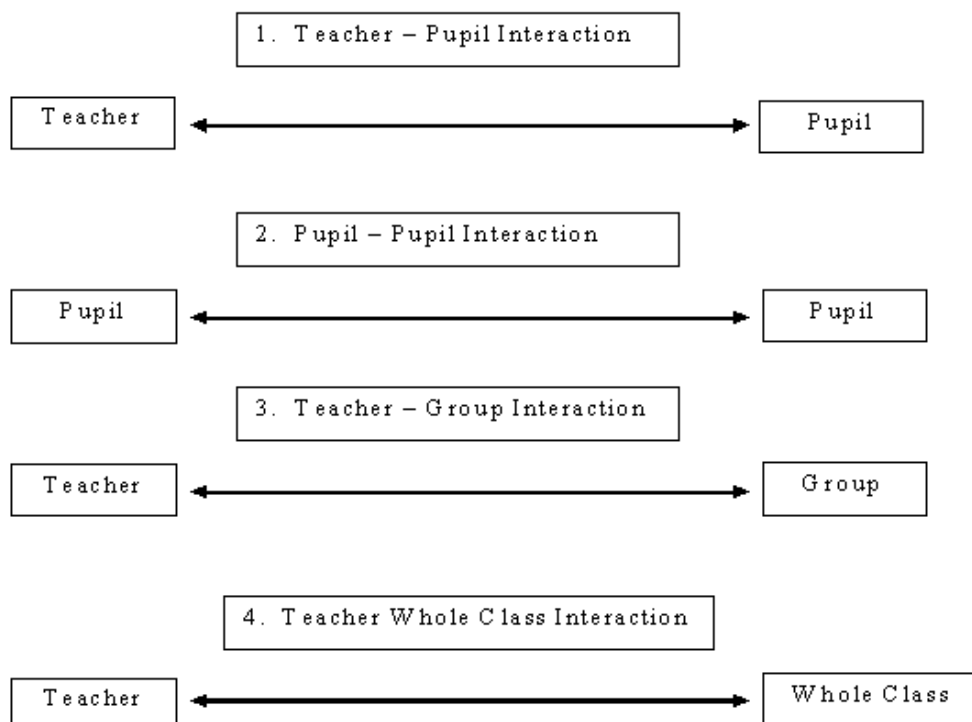 1. Teacher – Pupil Interaction
Teacher
Pupil
2. Pupil – Pupil Interaction
Pupil
Pupil
3. Teacher – Group Interaction
Teacher
Group
4. Teacher Whole Class Interaction
Teacher
Whole Class